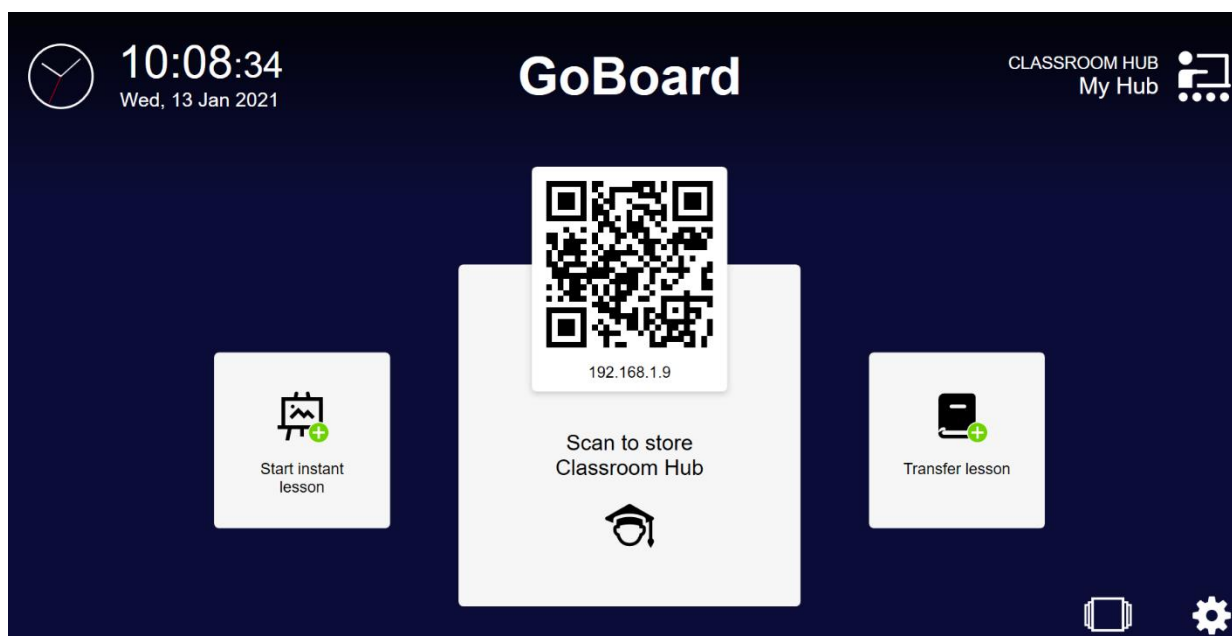 10:08:34
Wed, 13 Jan 2021
GoBoard
CLASSROOM HUB
My Hub
192.168.1.9
Scan to store
Classroom Hub
Start instant
lesson
Transfer lesson